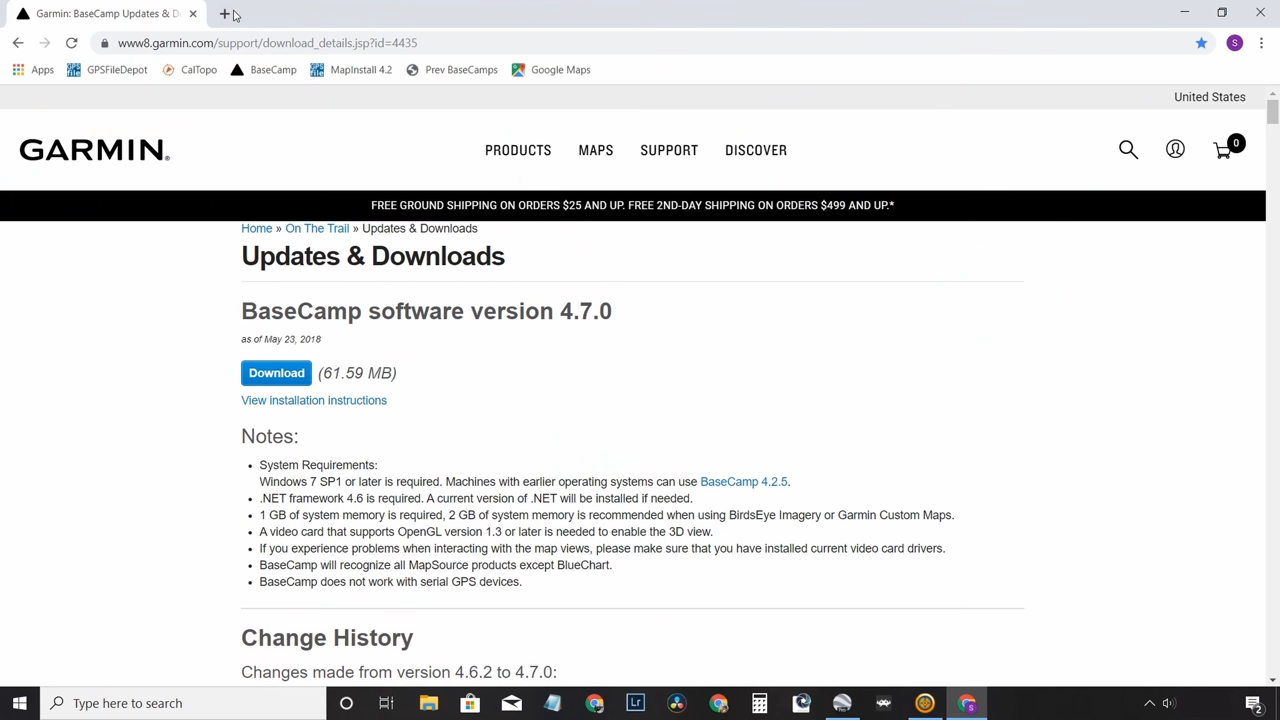 Garmin: BaseCamp Updates & D
www8.garmin.com/support/download_details.jsp?id=4435
S
Apps GPSFileDepot CalTopo BaseCamp MapInstall 4.2 Prev BaseCamps Google Maps
United States
GARMIN.
PRODUCTS MAPS SUPPORT DISCOVER
0
FREE GROUND SHIPPING ON ORDERS $25 AND UP. FREE 2ND-DAY SHIPPING ON ORDERS $499 AND UP.*
Home » On The Trail » Updates & Downloads
Updates & Downloads
BaseCamp software version 4.7.0
as of May 23, 2018
Download (61.59 MB)
View installation instructions
Notes:
• System Requirements:
Windows 7 SP1 or later is required. Machines with earlier operating systems can use BaseCamp 4.2.5.
• .NET framework 4.6 is required. A current version of .NET will be installed if needed.
• 1 GB of system memory is required, 2 GB of system memory is recommended when using BirdsEye Imagery or Garmin Custom Maps.
• A video card that supports OpenGL version 1.3 or later is needed to enable the 3D view.
• If you experience problems when interacting with the map views, please make sure that you have installed current video card drivers.
• BaseCamp will recognize all MapSource products except BlueChart.
• BaseCamp does not work with serial GPS devices.
Change History
Changes made from version 4.6.2 to 4.7.0:
Type here to search
Lr
S
2